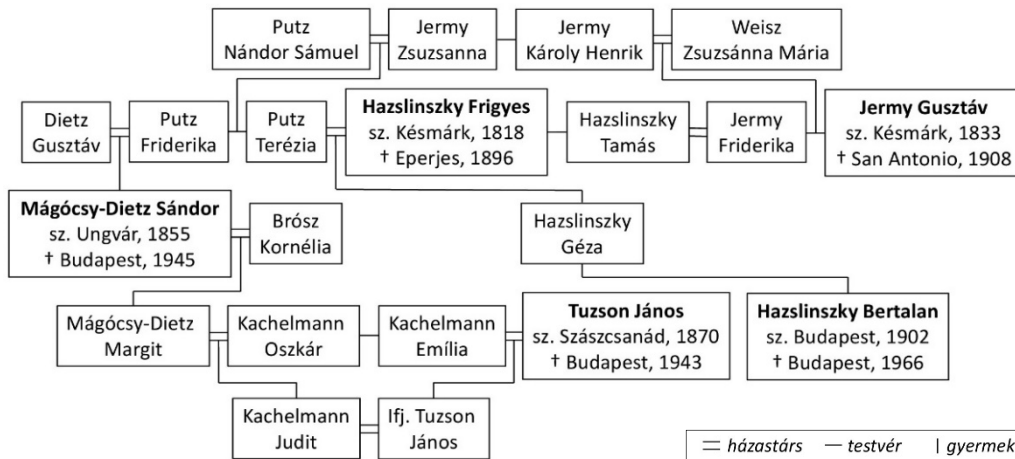 Putz
Nándor Sámuel
Jermy
Zsuzsanna
Jermy
Károly Henrik
Weisz
Zsuzsánna Mária
Dietz
Gusztáv
Putz
Friderika
Putz
Terézia
Hazslinszky Frigyes
sz. Késmárk, 1818
† Eperjes, 1896
Hazslinszky
Tamás
Jermy
Friderika
Jermy Gusztáv
sz. Késmárk, 1833
† San Antonio, 1908
Mágócsy-Dietz Sándor
sz. Ungvár, 1855
† Budapest, 1945
Brósz
Kornélia
Hazslinszky
Géza
Mágócsy-Dietz
Margit
Kachelmann
Oszkár
Kachelmann
Emília
Tuzson János
sz. Szászcsanád, 1870
† Budapest, 1943
Hazslinszky Bertalan
sz. Budapest, 1902
† Budapest, 1966
Kachelmann
Judit
Ifj. Tuzson
János
házastárs
testvér
gyermek